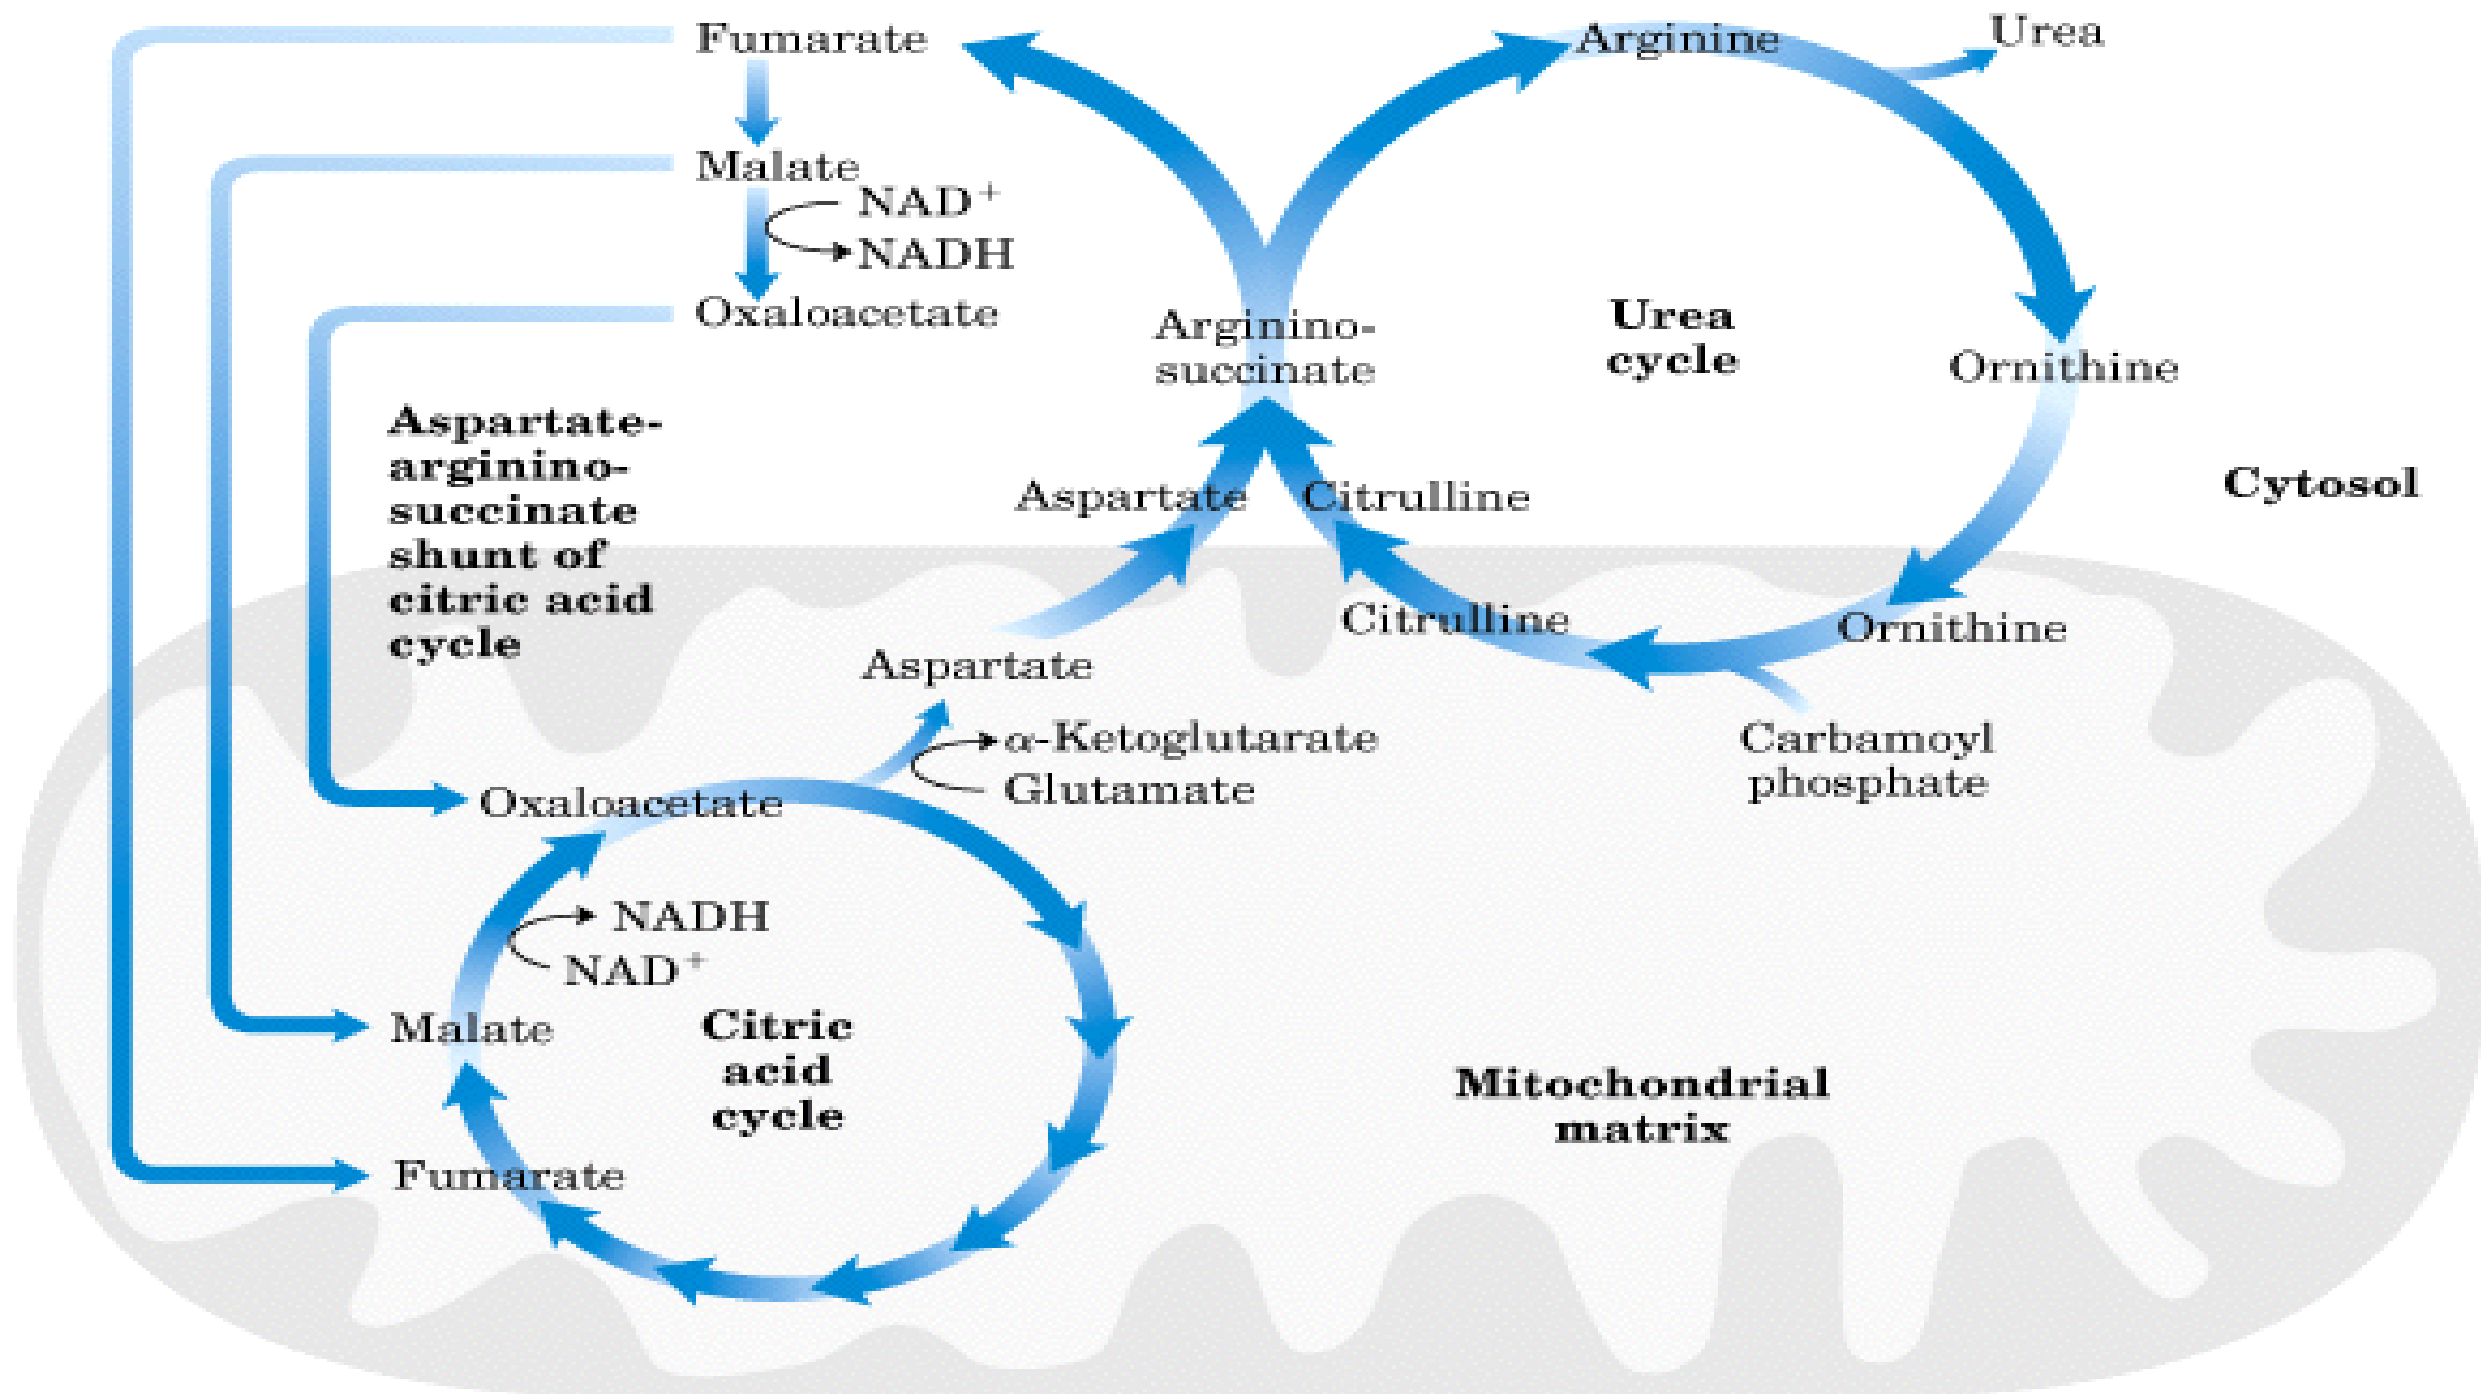 Fumarate
Malate
NAD⁺
NADH
Oxaloacetate
Aspartate-
arginino-
succinate
shunt of
citric acid
cycle
Arginine
Urea
Arginino-
succinate
Urea
cycle
Ornithine
Cytosol
Aspartate
Citrulline
Citrulline
Ornithine
Aspartate
α-Ketoglutarate
Glutamate
Carbamoyl
phosphate
Oxaloacetate
NADH
NAD⁺
Malate
Citric
acid
cycle
Fumarate
Mitochondrial
matrix